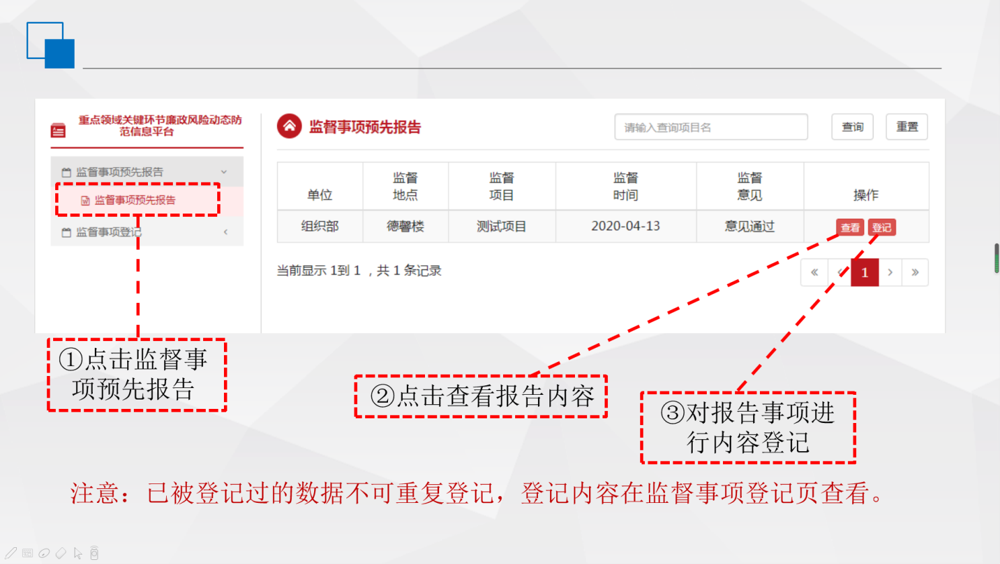 重点领域关键环节廉政风险动态防
范信息平台
监督事项预先报告
监督事项预先报告
监督事项登记
监督事项预先报告
请输入查询项目名
查询
重置
单位 监督地点 监督项目 监督时间 监督意见 操作
组织部 德馨楼 测试项目 2020-04-13 意见通过 查看 登记
当前显示 1到 1 ，共 1 条记录
« ‹ 1 › »
①点击监督事
项预先报告
②点击查看报告内容
③对报告事项进
行内容登记
注意：已被登记过的数据不可重复登记，登记内容在监督事项登记页查看。